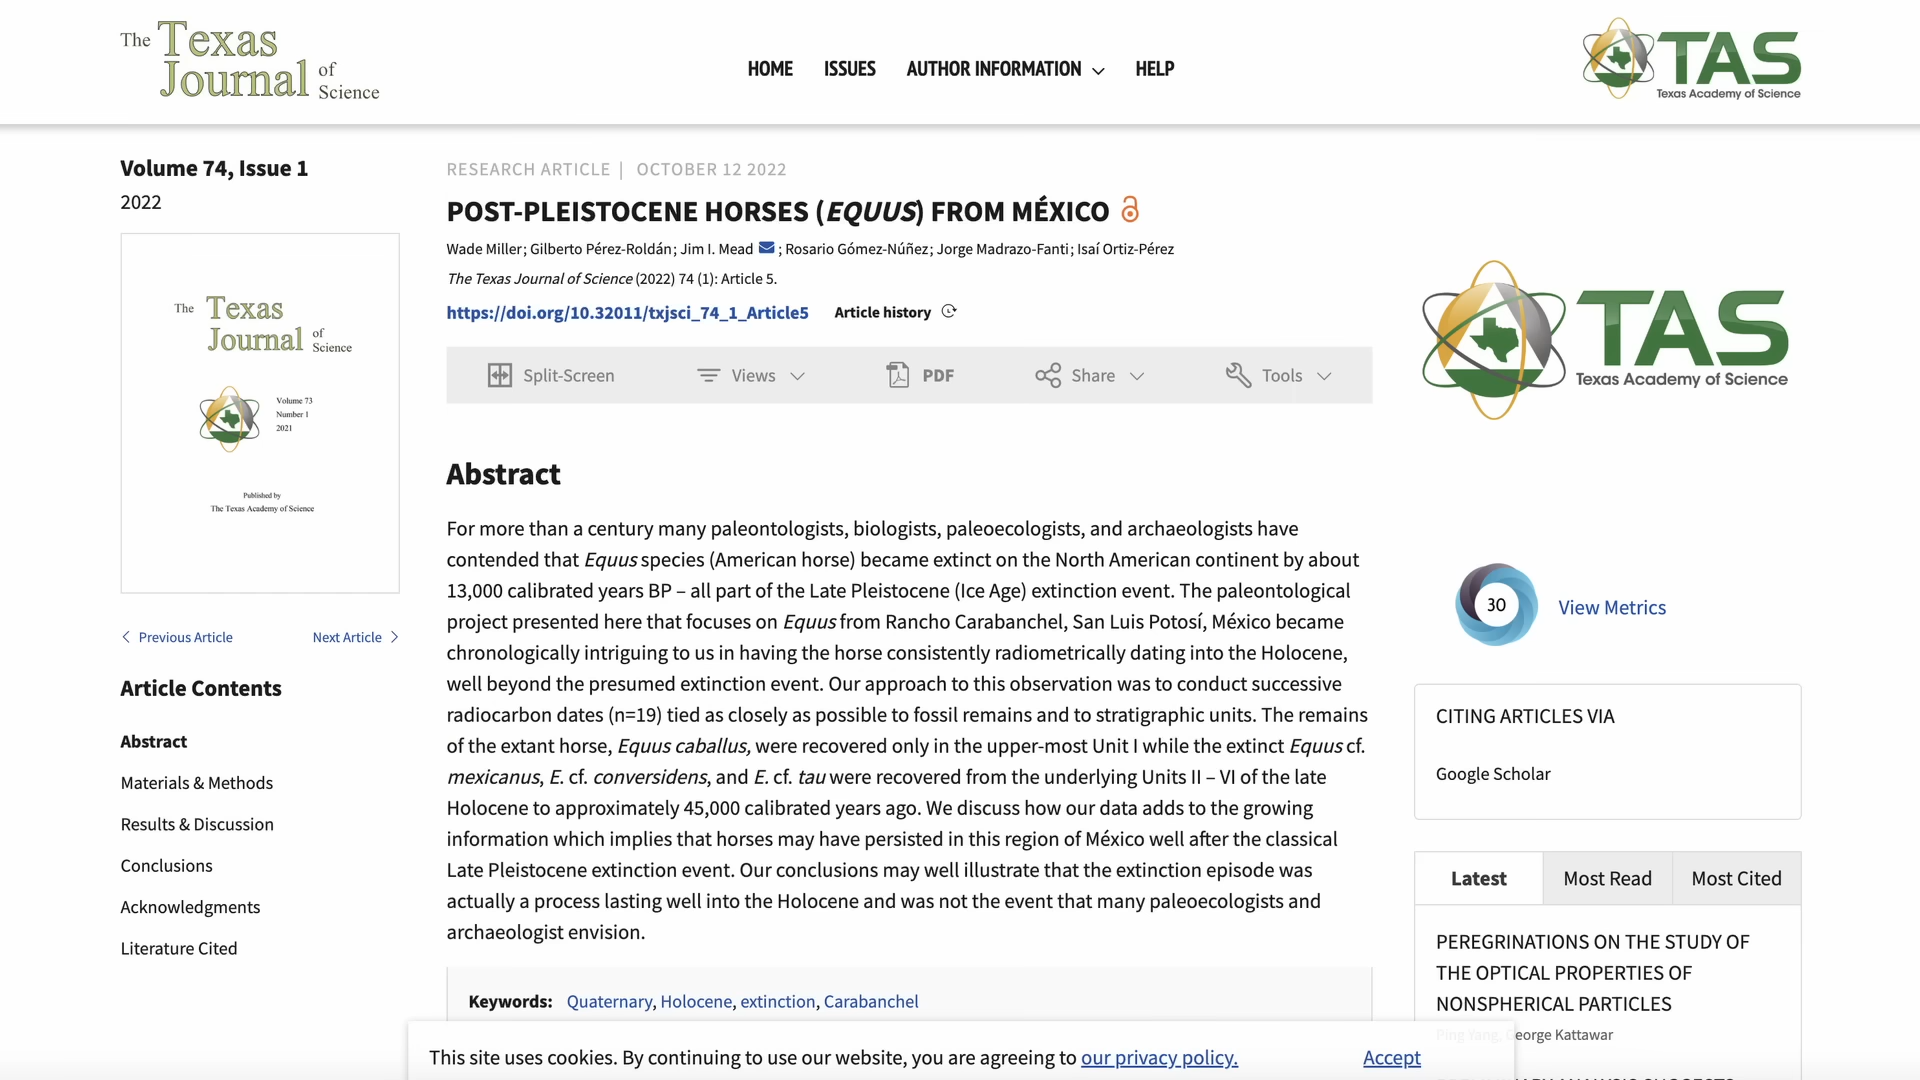 The Texas Journal of Science
HOME ISSUES AUTHOR INFORMATION HELP
TAS
Texas Academy of Science
Volume 74, Issue 1
2022
The Texas
Journal of Science
Volume 73
Number 1
2021
Published by
The Texas Academy of Science
Previous Article Next Article
Article Contents
Abstract
Materials & Methods
Results & Discussion
Conclusions
Acknowledgments
Literature Cited
RESEARCH ARTICLE | OCTOBER 12 2022
POST-PLEISTOCENE HORSES (EQUUS) FROM MÉXICO
Wade Miller; Gilberto Pérez-Roldán; Jim I. Mead ; Rosario Gómez-Núñez; Jorge Madrazo-Fanti; Isaí Ortiz-Pérez
The Texas Journal of Science (2022) 74 (1): Article 5.
https://doi.org/10.32011/txjsci_74_1_Article5 Article history
Split-Screen Views PDF Share Tools
Abstract
For more than a century many paleontologists, biologists, paleoecologists, and archaeologists have
contended that Equus species (American horse) became extinct on the North American continent by about
13,000 calibrated years BP – all part of the Late Pleistocene (Ice Age) extinction event. The paleontological
project presented here that focuses on Equus from Rancho Carabanchel, San Luis Potosí, México became
chronologically intriguing to us in having the horse consistently radiometrically dating into the Holocene,
well beyond the presumed extinction event. Our approach to this observation was to conduct successive
radiocarbon dates (n=19) tied as closely as possible to fossil remains and to stratigraphic units. The remains
of the extant horse, Equus caballus, were recovered only in the upper-most Unit I while the extinct Equus cf.
mexicanus, E. cf. conversidens, and E. cf. tau were recovered from the underlying Units II – VI of the late
Holocene to approximately 45,000 calibrated years ago. We discuss how our data adds to the growing
information which implies that horses may have persisted in this region of México well after the classical
Late Pleistocene extinction event. Our conclusions may well illustrate that the extinction episode was
actually a process lasting well into the Holocene and was not the event that many paleoecologists and
archaeologist envision.
Keywords: Quaternary, Holocene, extinction, Carabanchel
TAS
Texas Academy of Science
30 View Metrics
CITING ARTICLES VIA
Google Scholar
Latest Most Read Most Cited
PEREGRINATIONS ON THE STUDY OF
THE OPTICAL PROPERTIES OF
NONSPHERICAL PARTICLES
Ping Yang, George Kattawar
This site uses cookies. By continuing to use our website, you are agreeing to our privacy policy. Accept